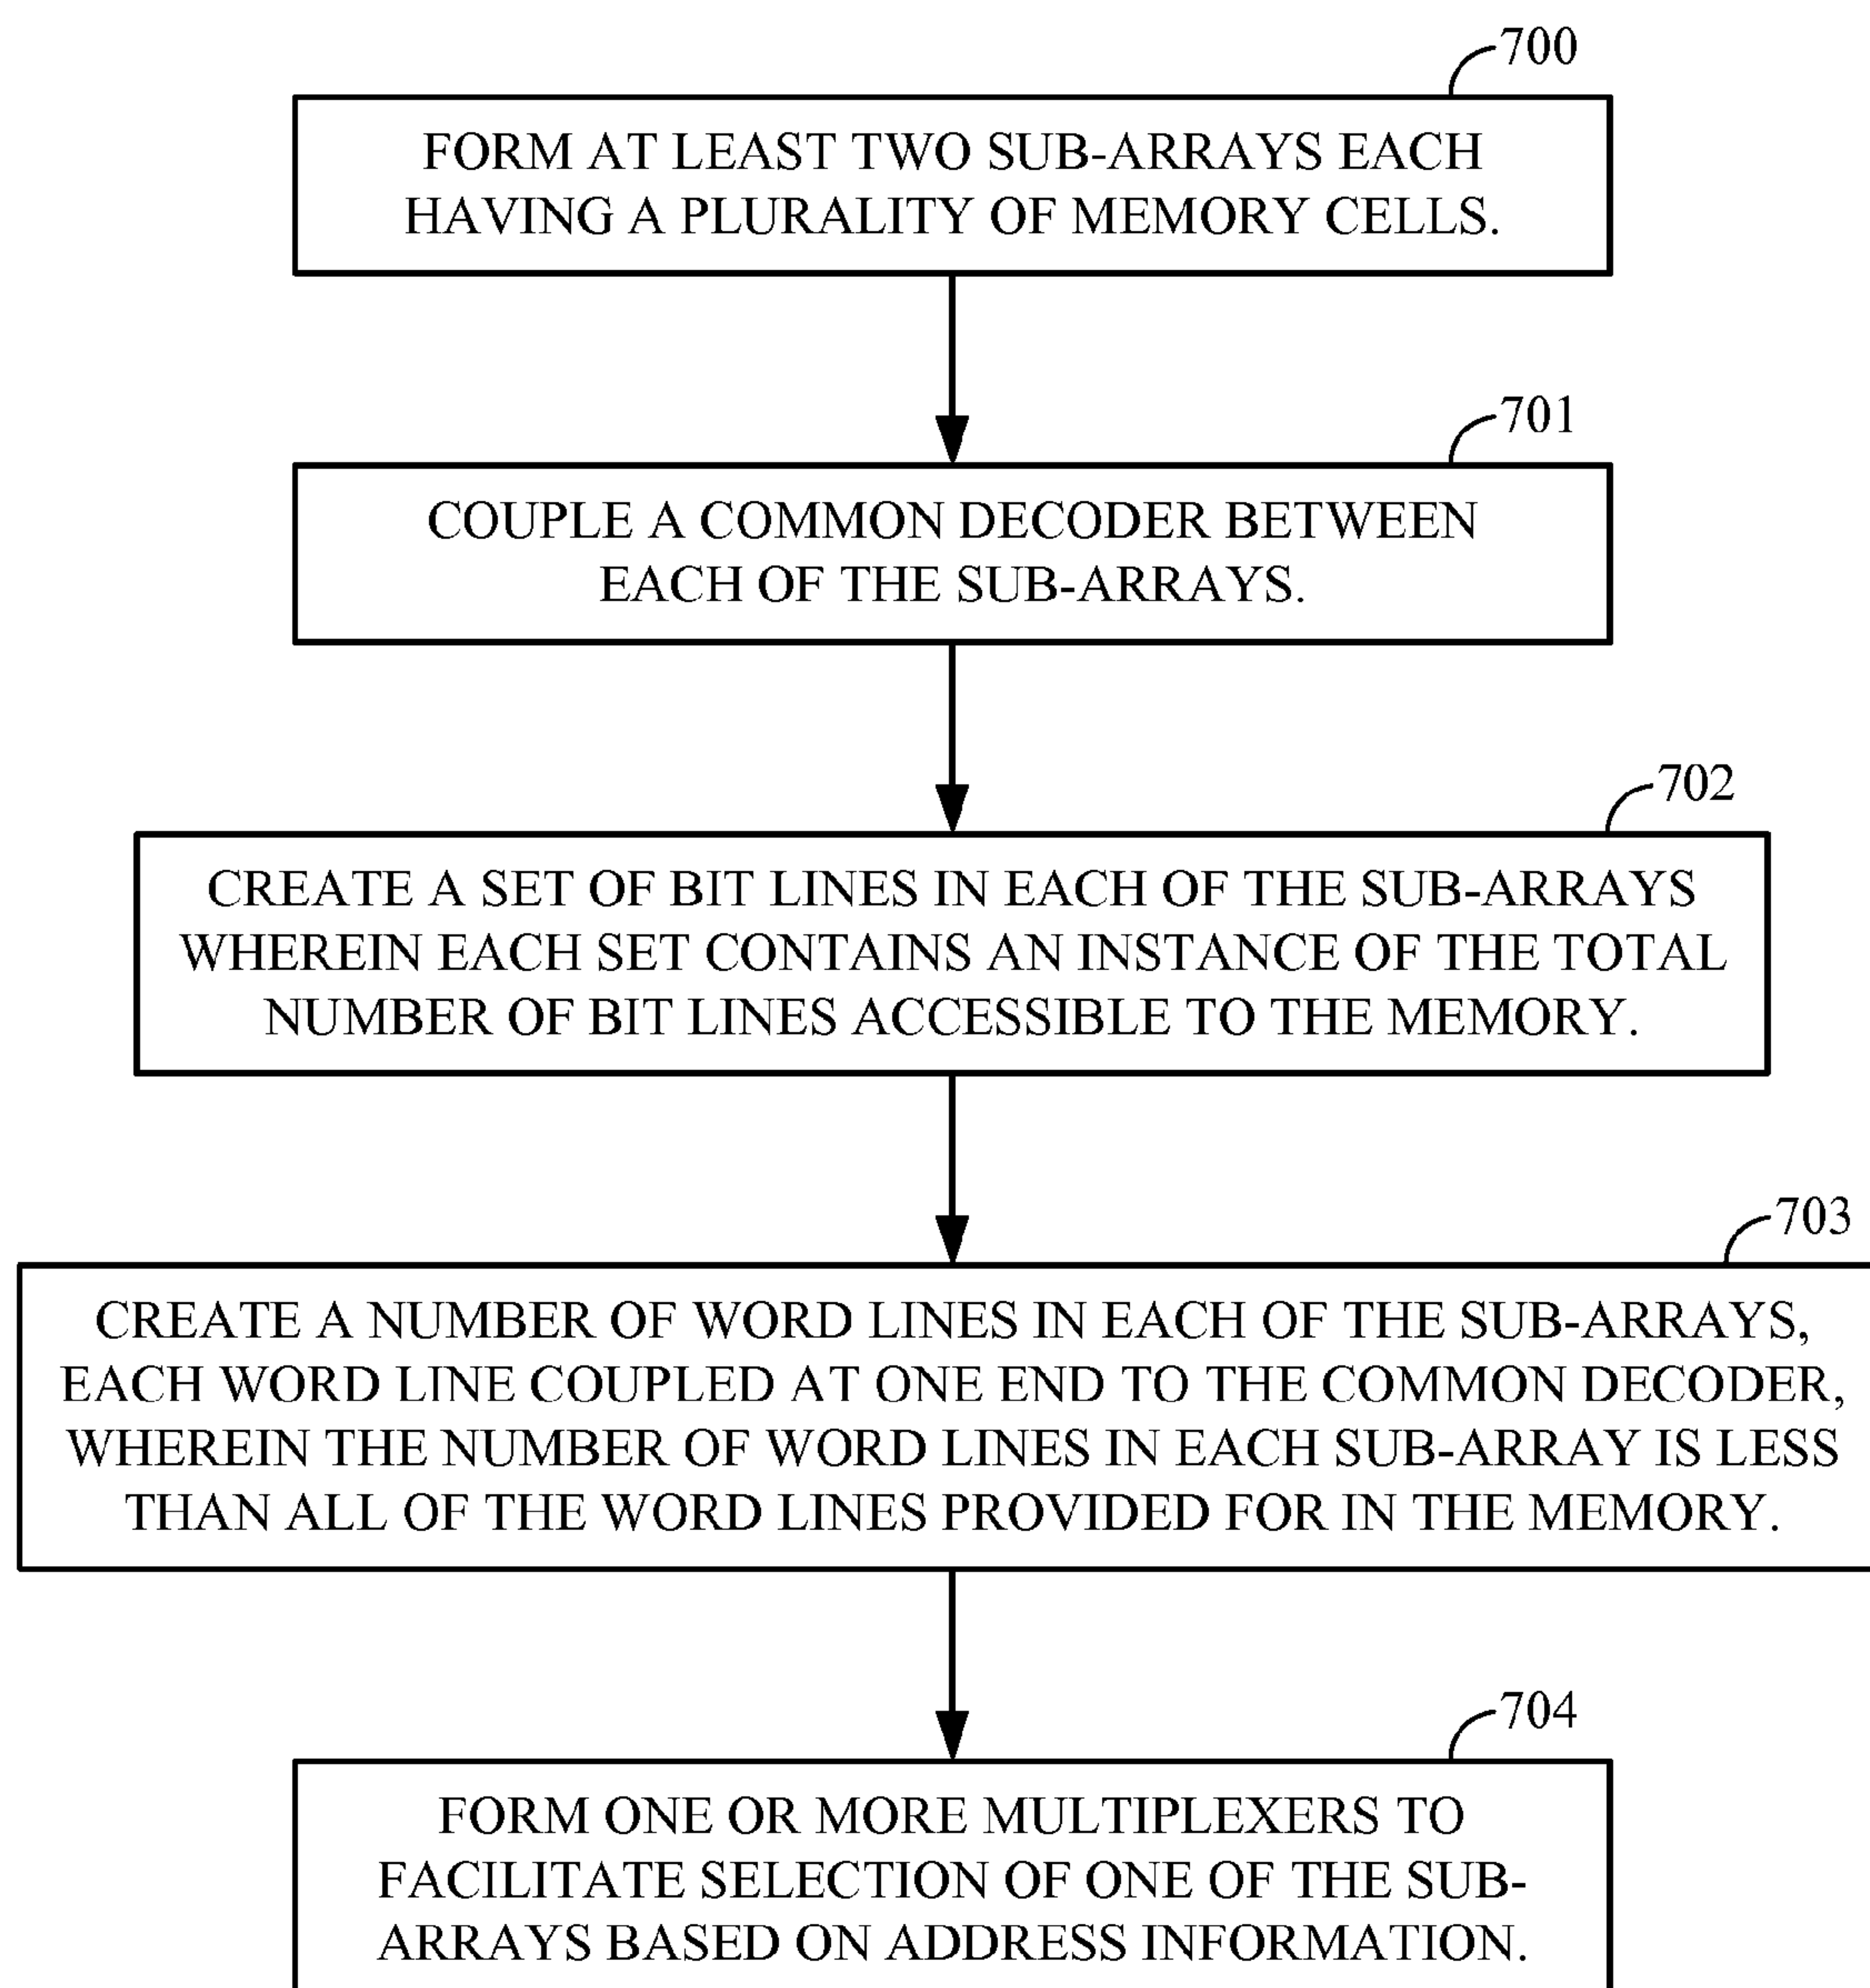 700
FORM AT LEAST TWO SUB-ARRAYS EACH
HAVING A PLURALITY OF MEMORY CELLS.
701
COUPLE A COMMON DECODER BETWEEN
EACH OF THE SUB-ARRAYS.
702
CREATE A SET OF BIT LINES IN EACH OF THE SUB-ARRAYS
WHEREIN EACH SET CONTAINS AN INSTANCE OF THE TOTAL
NUMBER OF BIT LINES ACCESSIBLE TO THE MEMORY.
703
CREATE A NUMBER OF WORD LINES IN EACH OF THE SUB-ARRAYS,
EACH WORD LINE COUPLED AT ONE END TO THE COMMON DECODER,
WHEREIN THE NUMBER OF WORD LINES IN EACH SUB-ARRAY IS LESS
THAN ALL OF THE WORD LINES PROVIDED FOR IN THE MEMORY.
704
FORM ONE OR MORE MULTIPLEXERS TO
FACILITATE SELECTION OF ONE OF THE SUB-
ARRAYS BASED ON ADDRESS INFORMATION.